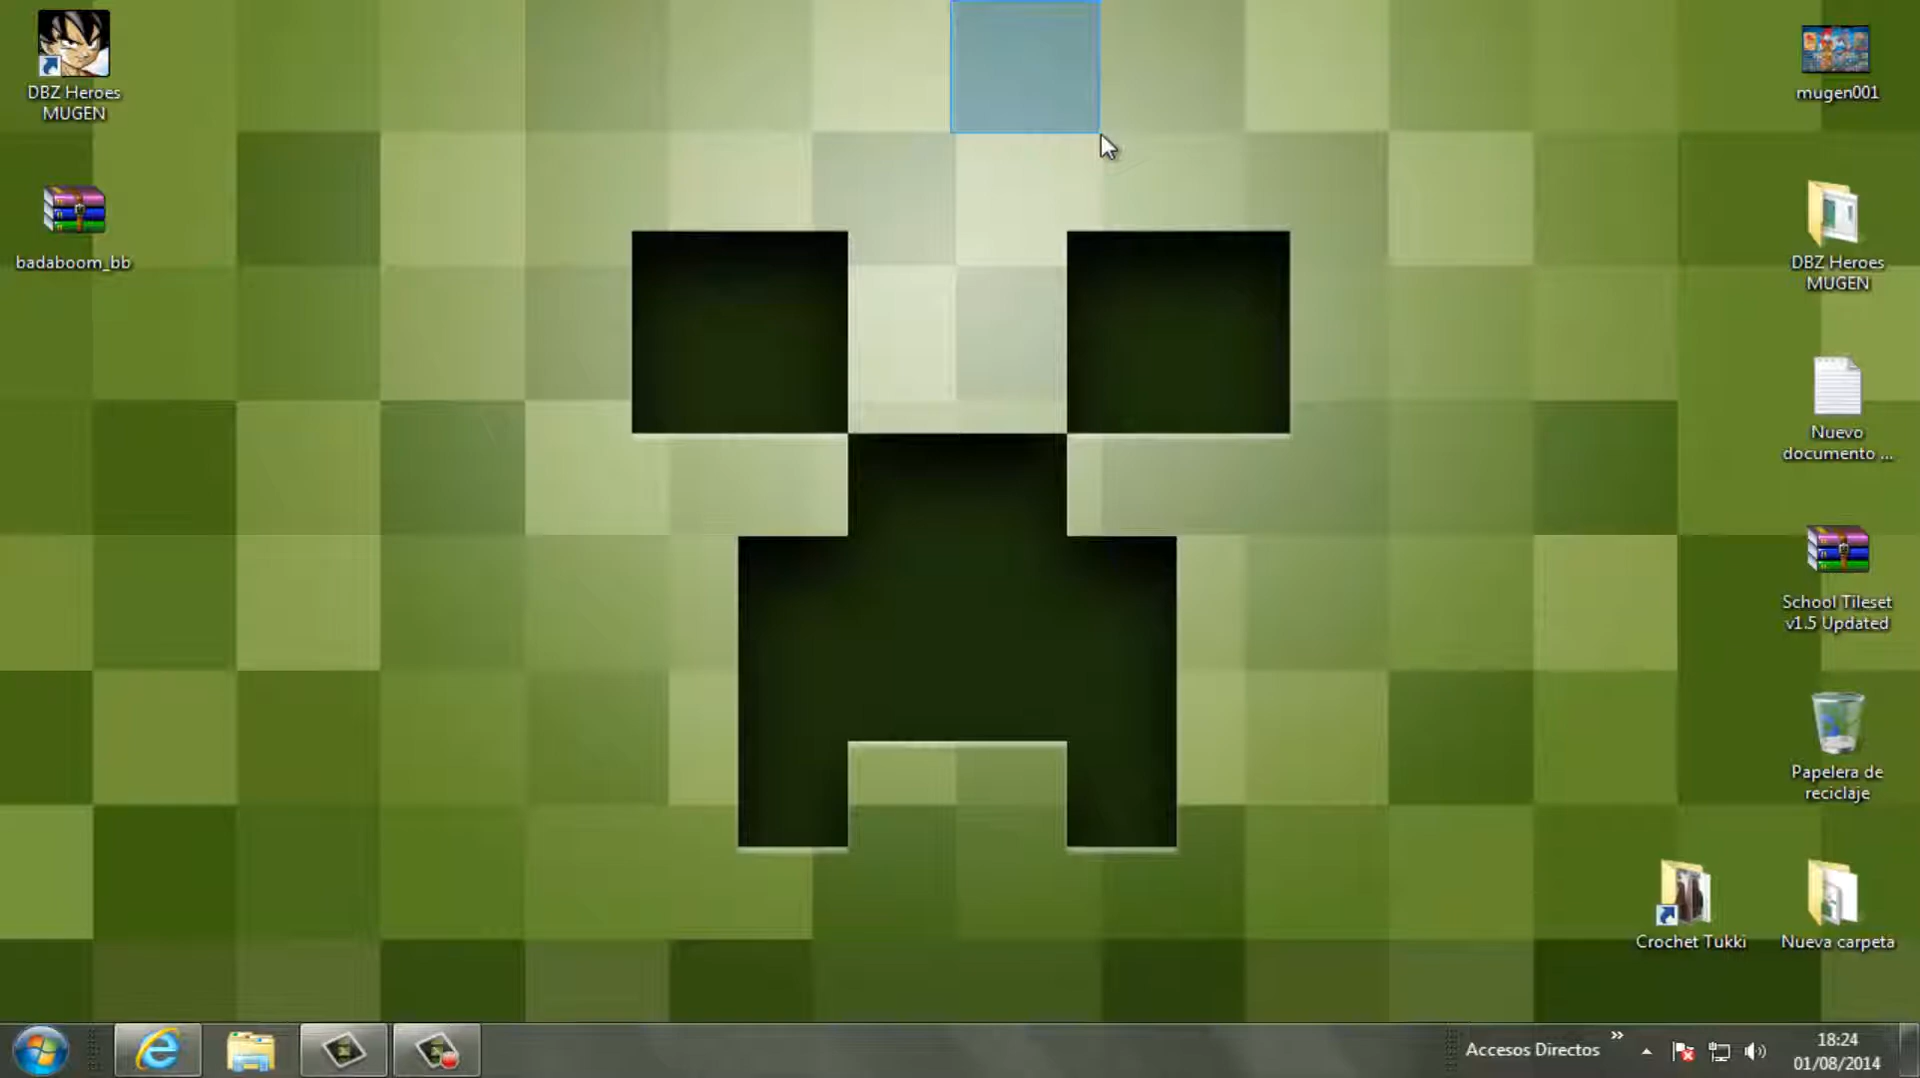 DBZ Heroes
MUGEN
badaboom_bb
mugen001
DBZ Heroes
MUGEN
Nuevo
documento ...
School Tileset
v1.5 Updated
Papelera de
reciclaje
Crochet Tukki
Nueva carpeta
Accesos Directos
18:24
01/08/2014